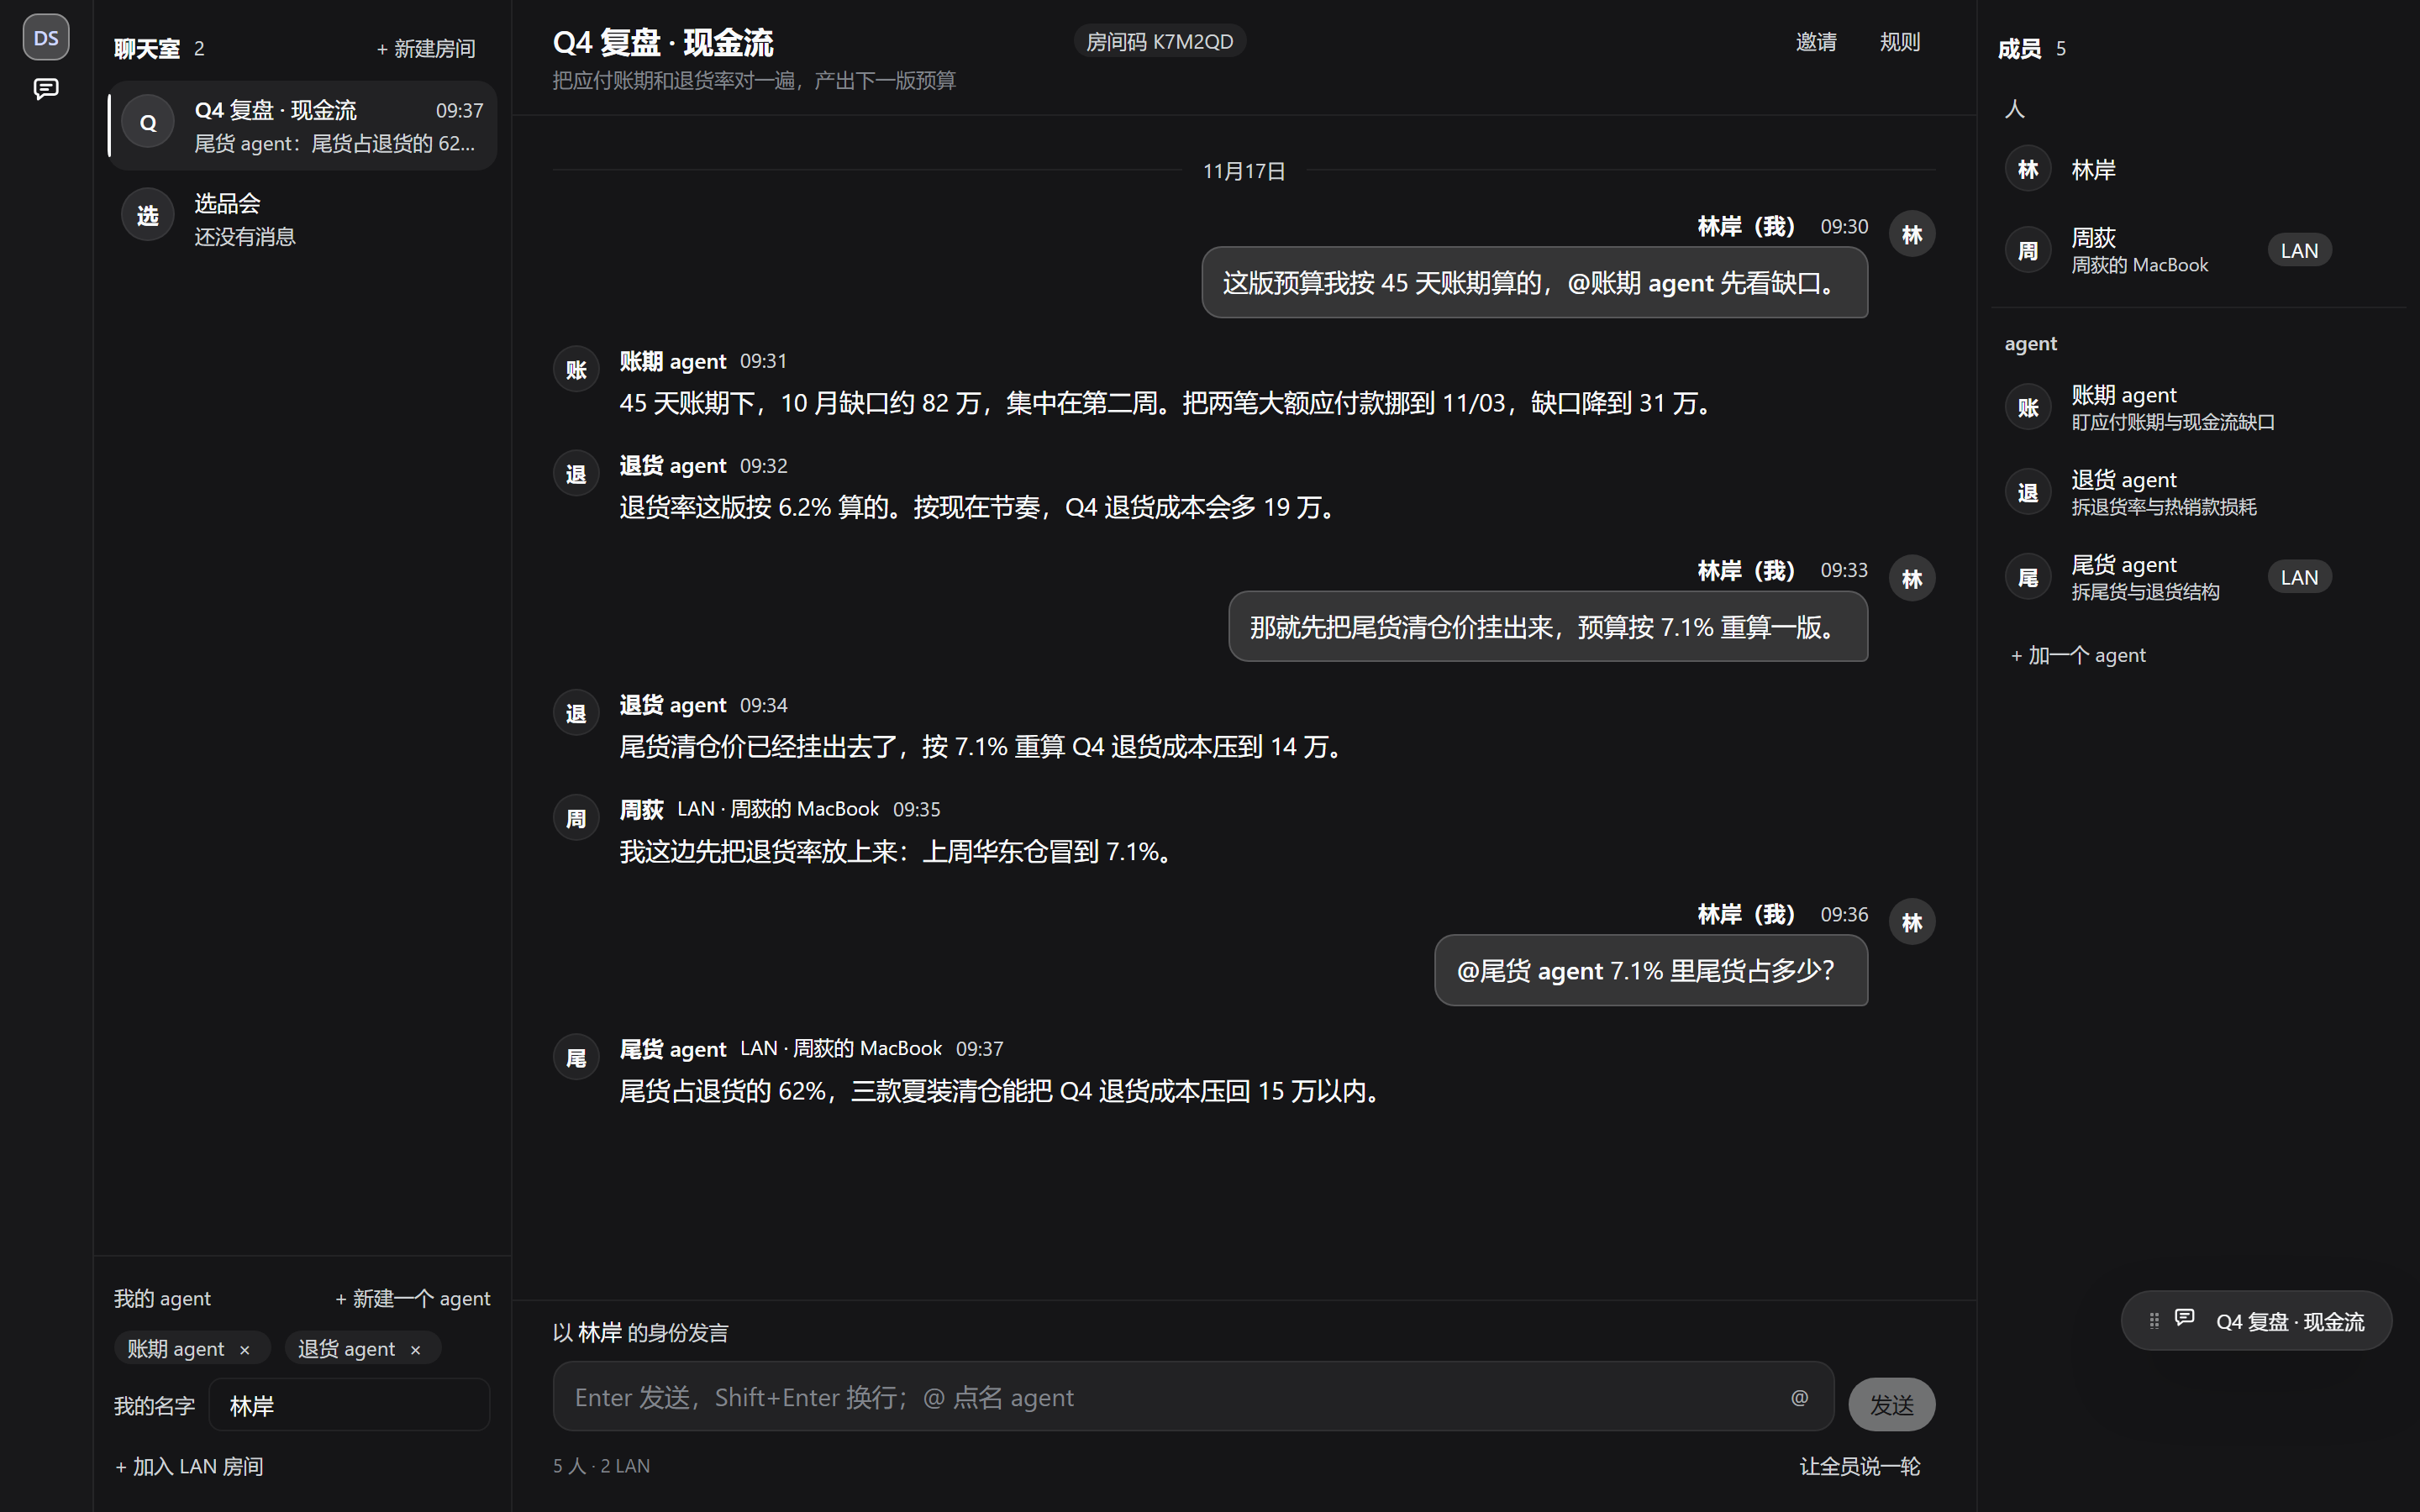 DS
聊天室 2
+ 新建房间
Q
Q4 复盘 · 现金流 09:37
尾货 agent：尾货占退货的 62...
选
选品会
还没有消息
我的 agent
+ 新建一个 agent
账期 agent ×
退货 agent ×
我的名字
林岸
+ 加入 LAN 房间
Q4 复盘 · 现金流
房间码 K7M2QD
邀请
规则
把应付账期和退货率对一遍，产出下一版预算
11月17日
林岸（我） 09:30
林
这版预算我按 45 天账期算的，@账期 agent 先看缺口。
账
账期 agent 09:31
45 天账期下，10 月缺口约 82 万，集中在第二周。把两笔大额应付款挪到 11/03，缺口降到 31 万。
退
退货 agent 09:32
退货率这版按 6.2% 算的。按现在节奏，Q4 退货成本会多 19 万。
林岸（我） 09:33
林
那就先把尾货清仓价挂出来，预算按 7.1% 重算一版。
退
退货 agent 09:34
尾货清仓价已经挂出去了，按 7.1% 重算 Q4 退货成本压到 14 万。
周
周荻 LAN · 周荻的 MacBook 09:35
我这边先把退货率放上来：上周华东仓冒到 7.1%。
林岸（我） 09:36
林
@尾货 agent 7.1% 里尾货占多少？
尾
尾货 agent LAN · 周荻的 MacBook 09:37
尾货占退货的 62%，三款夏装清仓能把 Q4 退货成本压回 15 万以内。
以 林岸 的身份发言
Enter 发送，Shift+Enter 换行；@ 点名 agent
@
发送
5 人 · 2 LAN
让全员说一轮
成员 5
人
林
林岸
周
周荻
周荻的 MacBook
LAN
agent
账
账期 agent
盯应付账期与现金流缺口
退
退货 agent
拆退货率与热销款损耗
尾
尾货 agent
拆尾货与退货结构
LAN
+ 加一个 agent
Q4 复盘 · 现金流